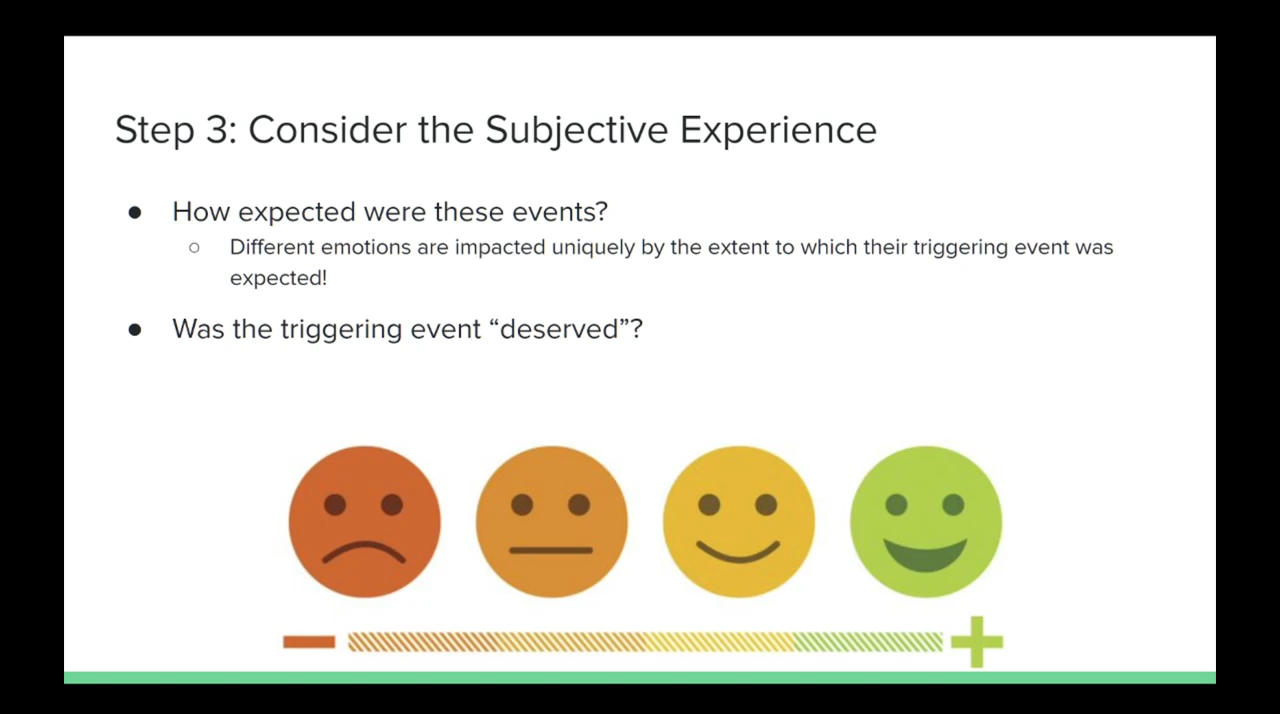 Step 3: Consider the Subjective Experience
● How expected were these events?
○ Different emotions are impacted uniquely by the extent to which their triggering event was
expected!
● Was the triggering event “deserved”?